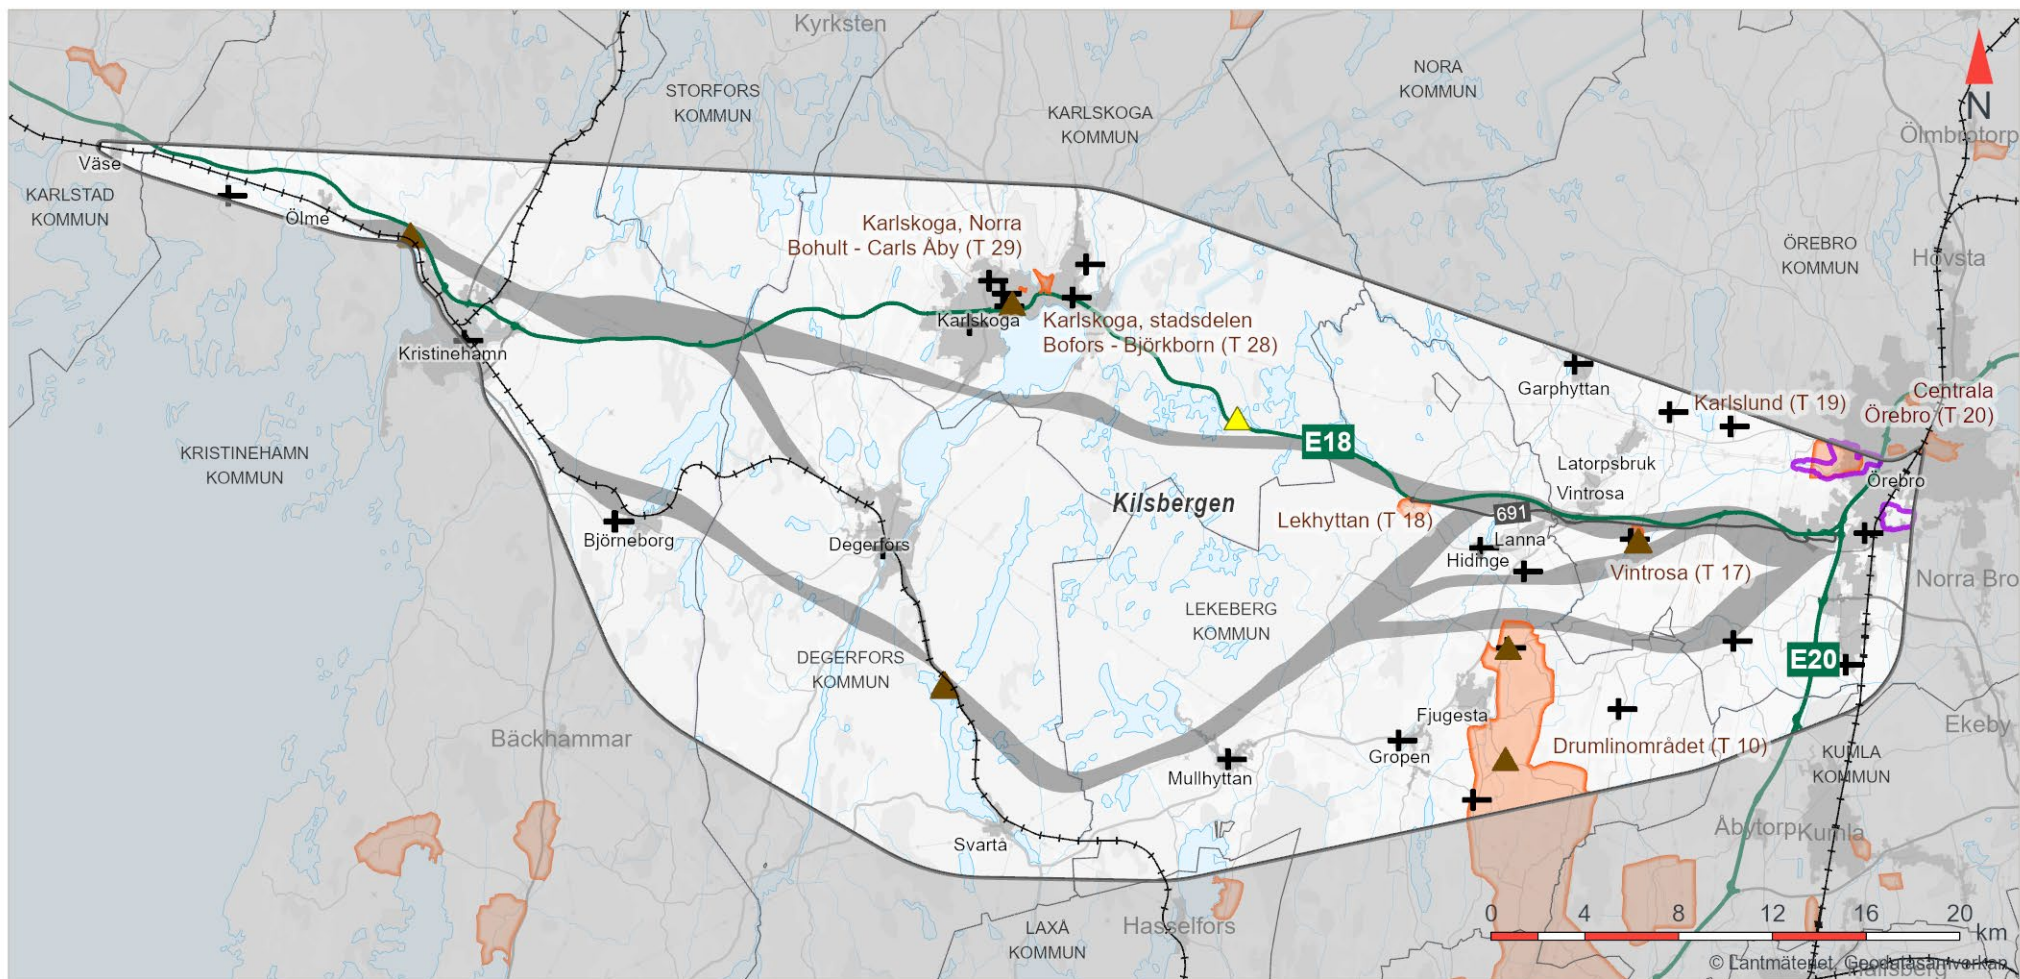 Kyrksten
STORFORS
KOMMUN
KARLSKOGA
KOMMUN
NORA
KOMMUN
N
Ölmbrotorp
Väse
KARLSTAD
KOMMUN
Ölme
Karlskoga, Norra
Bohult - Carls Åby (T 29)
ÖREBRO
KOMMUN
Hovsta
Karlskoga
Karlskoga, stadsdelen
Bofors - Björkborn (T 28)
Kristinehamn
Garphyttan
Karlslund (T 19)
Centrala
Örebro (T 20)
E18
KRISTINEHAMN
KOMMUN
Latorpsbruk
Vintrosa
Örebro
Kilsbergen
Lekhyttan (T 18)
691
Lanna
Hidinge
Björneborg
Degerfors
Vintrosa (T 17)
Norra Bro
LEKEBERG
KOMMUN
DEGERFORS
KOMMUN
E20
Fjugesta
Bäckhammar
Ekeby
Drumlinområdet (T 10)
Gropen
KUMLA
KOMMUN
Mullhyttan
Svartå
Åbytorp
Kumla
Hasselfors
LAXÅ
KOMMUN
0 4 8 12 16 20
km
© Lantmäteriet, Geodatasamverkan
Hallsberg